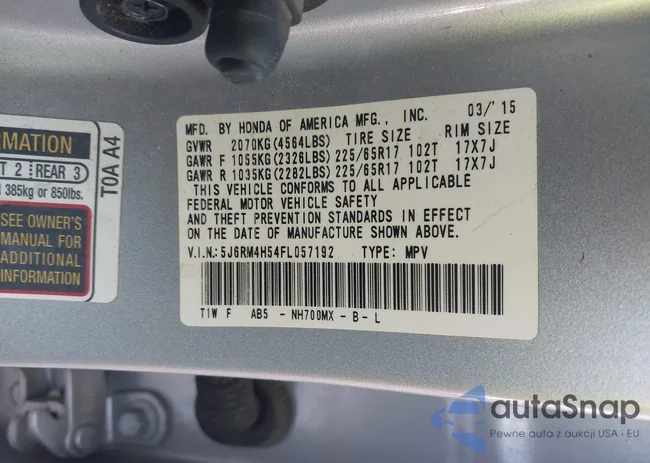 MFD. BY HONDA OF AMERICA MFG., INC. 03/'15
GVWR 2070KG(4564LBS) TIRE SIZE RIM SIZE
GAWR F 1055KG(2326LBS)225/65R17 102T 17X7J
GAWR R 1035KG(2282LBS)225/65R17 102T 17X7J
THIS VEHICLE CONFORMS TO ALL APPLICABLE
FEDERAL MOTOR VEHICLE SAFETY
AND THEFT PREVENTION STANDARDS IN EFFECT
ON THE DATE OF MANUFACTURE SHOWN ABOVE.
V.I.N.:5J6RM4H54FL057192 TYPE: MPV
T1W F AB5 - NH700MX - B - L
RMATION
T 2 REAR 3
385kg or 850lbs.
SEE OWNER'S
MANUAL FOR
ADDITIONAL
INFORMATION
T0A A4
autoSnap
Pewne auta z aukcji USA i EU